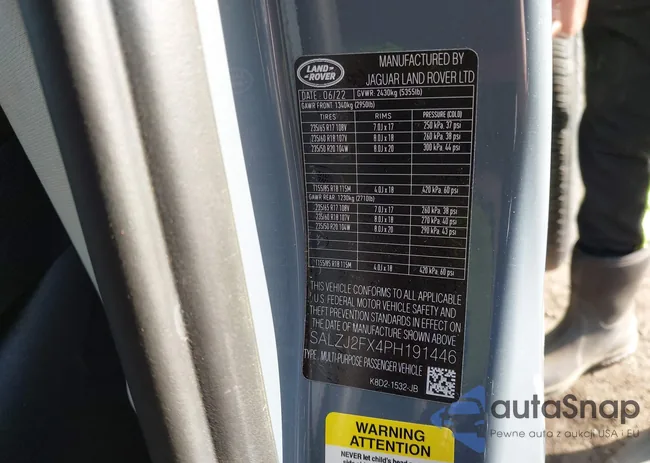 LAND-ROVER
MANUFACTURED BY
JAGUAR LAND ROVER LTD
DATE: 06/22 GVWR: 2430kg (5355lb)
GAWR FRONT: 1340kg (2950lb)
TIRES RIMS PRESSURE (COLD)
235/65 R17 108V 7.0J x 17 250 kPa, 37 psi
235/60 R18 107V 8.0J x 18 260 kPa, 38 psi
235/50 R20 104W 8.0J x 20 300 kPa, 44 psi
T155/85 R18 115M 4.0J x 18 420 kPa, 60 psi
GAWR REAR: 1230kg (2710lb)
235/65 R17 108V 7.0J x 17 260 kPa, 38 psi
235/60 R18 107V 8.0J x 18 270 kPa, 40 psi
235/50 R20 104W 8.0J x 20 290 kPa, 43 psi
T155/85 R18 115M 4.0J x 18 420 kPa, 60 psi
THIS VEHICLE CONFORMS TO ALL APPLICABLE
U.S. FEDERAL MOTOR VEHICLE SAFETY AND
THEFT PREVENTION STANDARDS IN EFFECT ON
THE DATE OF MANUFACTURE SHOWN ABOVE
SALZJ2FX4PH191446
TYPE: MULTI-PURPOSE PASSENGER VEHICLE
K8D2-1532-JB
WARNING
ATTENTION
NEVER let child's head
autoSnap
Pewne auta z aukcji USA i EU